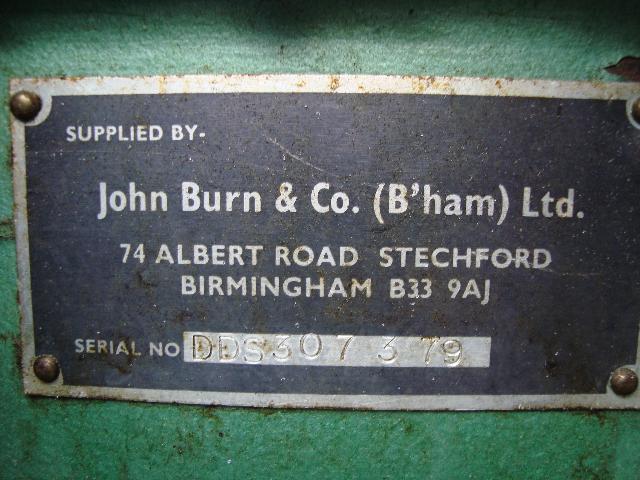 SUPPLIED BY-
John Burn & Co. (B'ham) Ltd.
74 ALBERT ROAD STECHFORD
BIRMINGHAM B33 9AJ
SERIAL NO DDS307 3 79